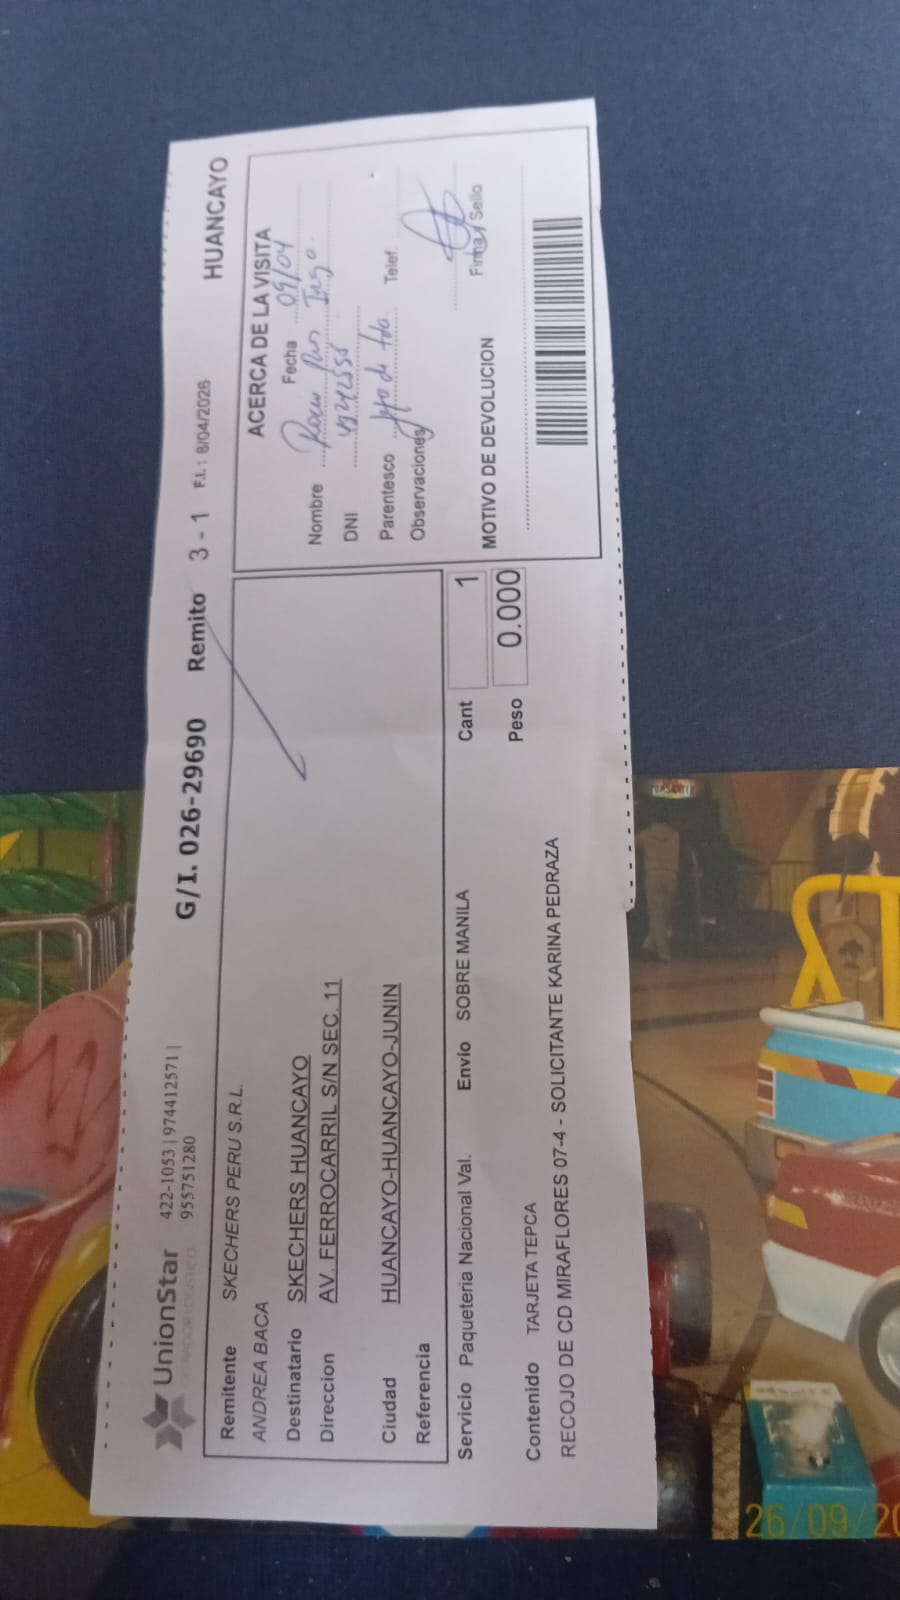 UnionStar
OPERADOR LOGISTICO
422-1053 | 974412571 |
955751280
G/I. 026-29690 Remito 3 - 1 F.I.: 8/04/2026 HUANCAYO
Remitente SKECHERS PERU S.R.L.
ANDREA BACA
Destinatario SKECHERS HUANCAYO
Direccion AV. FERROCARRIL S/N SEC. 11
Ciudad HUANCAYO-HUANCAYO-JUNIN
Referencia
Servicio Paqueteria Nacional Val. Envío SOBRE MANILA Cant 1
Peso 0.000
Contenido TARJETA TEPCA
RECOJO DE CD MIRAFLORES 07-4 - SOLICITANTE KARINA PEDRAZA
ACERCA DE LA VISITA
Fecha 09/04
Nombre
DNI
Parentesco Telef.
Observaciones
Firma y Sello
MOTIVO DE DEVOLUCION
26/09/20